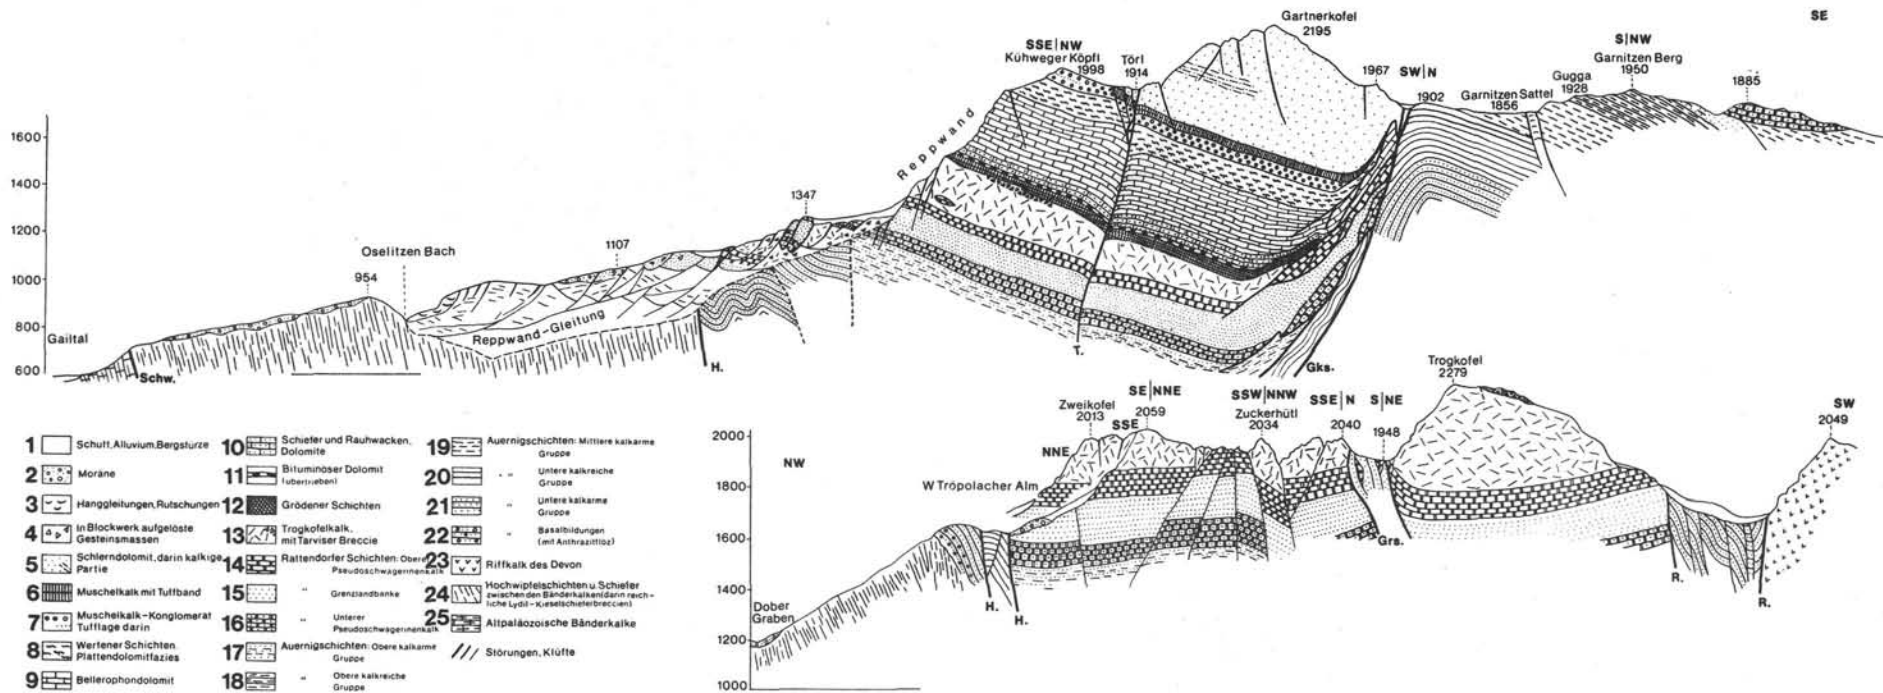 Gartnerkofel
2195
SE
SSE|NW
Kühweger Köpfl
1998
Törl
1914
1967
SW|N
1902
Garnitzen Sattel
1856
Gugga
1928
S|NW
Garnitzen Berg
1950
1885
Reppwand
1600
1400
1200
1000
800
600
Gailtal
Schw.
954
Oselitzen Bach
1107
1347
Reppwand-Gleitung
H.
T.
Gks.
1 Schutt, Alluvium, Bergstürze
2 Moräne
3 Hanggleitungen, Rutschungen
4 In Blockwerk aufgelöste
Gesteinsmassen
5 Schlerndolomit, darin kalkige
Partie
6 Muschelkalk mit Tuffband
7 Muschelkalk-Konglomerat
Tufflage darin
8 Werfener Schichten
Plattendolomitfazies
9 Bellerophondolomit
10 Schiefer und Rauhwacken,
Dolomite
11 Bituminöser Dolomit
(übertrieben)
12 Grödener Schichten
13 Trogkofelkalk,
mit Tarviser Breccie
14 Rattendorfer Schichten: Obere
Pseudoschwagerinenkalk
15 " Grenzlandbänke
16 " Unterer
Pseudoschwagerinenkalk
17 Auernigschichten: Obere kalkarme
Gruppe
18 " Obere kalkreiche
Gruppe
19 Auernigschichten: Mittlere kalkarme
Gruppe
20 " Untere kalkreiche
Gruppe
21 " Untere kalkarme
Gruppe
22 " Basalbildungen
(mit Anthrazitflöz)
23 Riffkalk des Devon
24 Hochwipfelschichten u. Schiefer
zwischen den Bänderkalken (darin reich-
liche Lydit-Kieselschieferbreccien)
25 Altpaläozoische Bänderkalke
Störungen, Klüfte
NW
2000
1800
1600
1400
1200
1000
Dober
Graben
W Tröpolacher Alm
NNE
Zweikofel
2013
SSE
SE|NNE
2059
SSW|NNW
Zuckerhütl
2034
SSE|N
2040
S|NE
1948
Trogkofel
2279
SW
2049
H.
H.
Grs.
R.
R.